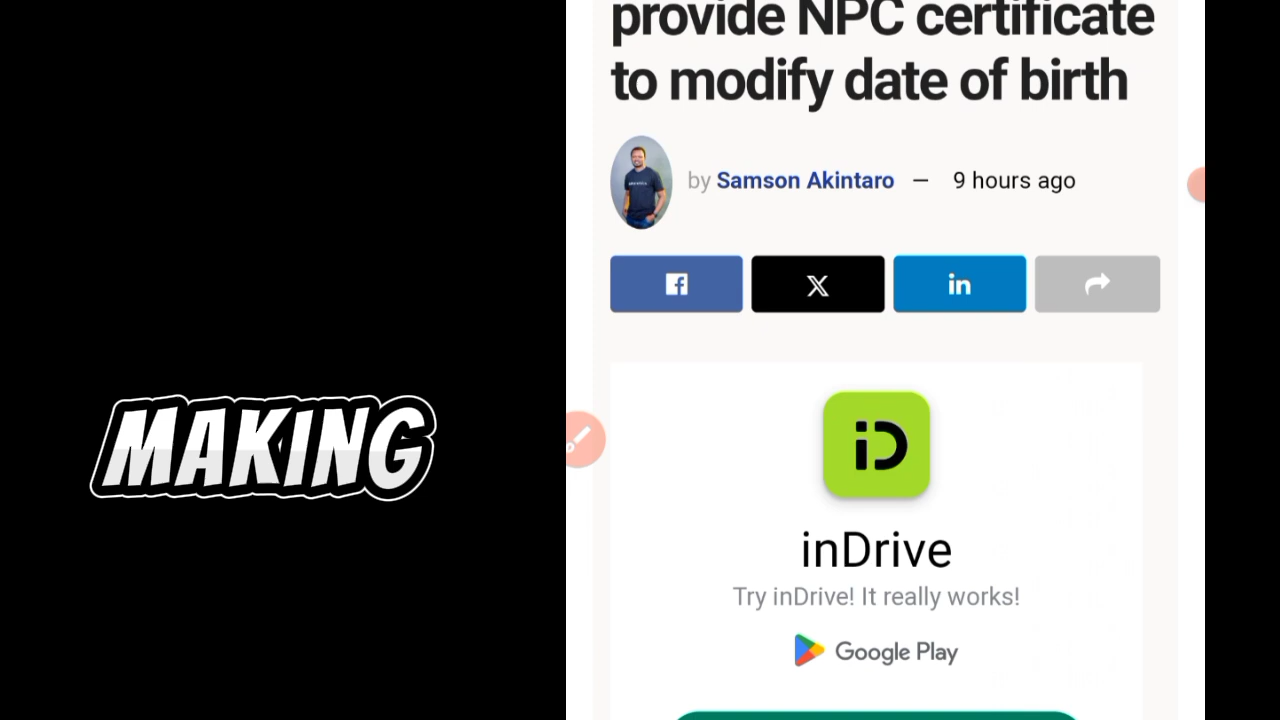 provide NPC certificate
to modify date of birth
by Samson Akintaro — 9 hours ago
f X in
MAKING
iD
inDrive
Try inDrive! It really works!
Google Play